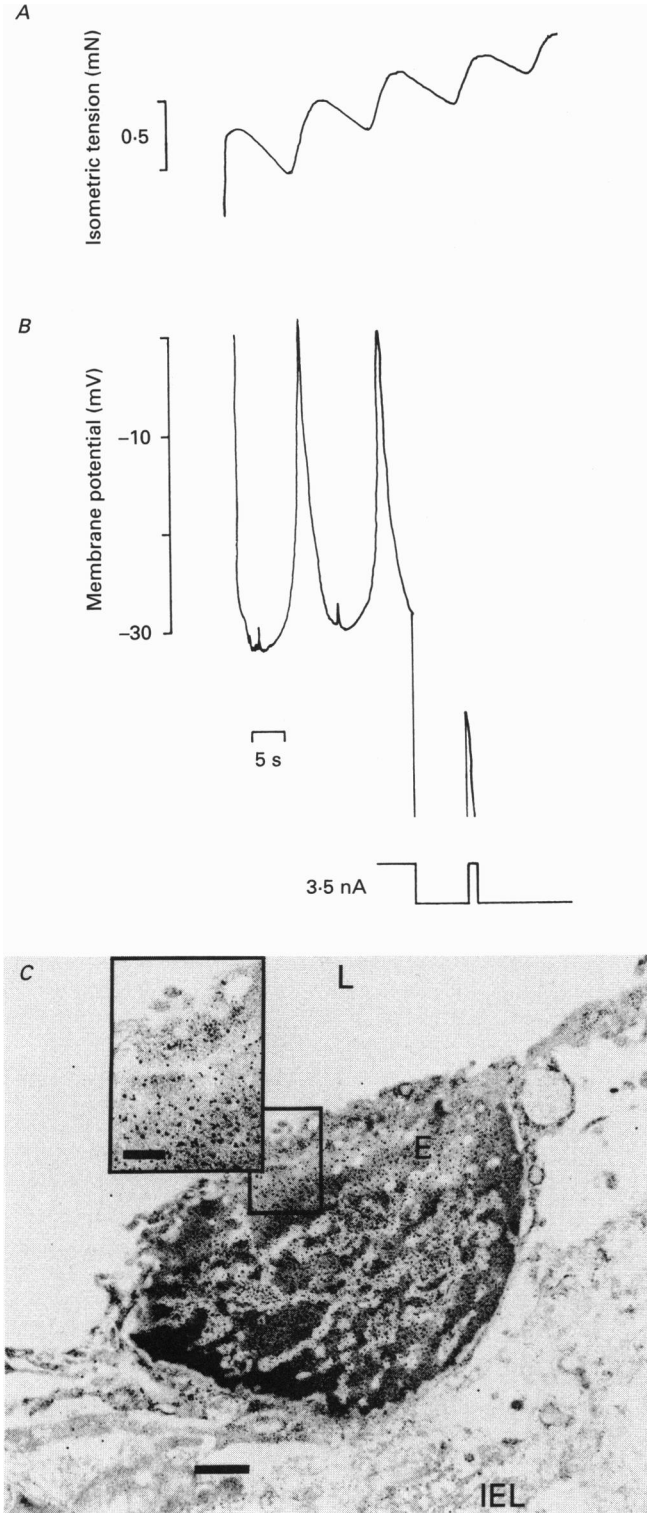 A
Isometric tension (mN)
0·5
B
Membrane potential (mV)
−10
−30
5 s
3·5 nA
C
L
E
IEL